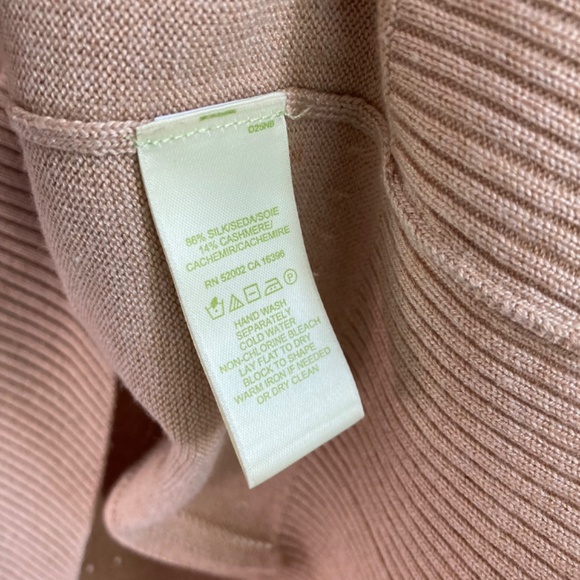 86% SILK/SEDA/SOIE
14% CASHMERE/
CACHEMIR/CACHEMIRE
RN 52002 CA 16396
HAND WASH
SEPARATELY
COLD WATER
NON-CHLORINE BLEACH
LAY FLAT TO DRY
BLOCK TO SHAPE
WARM IRON IF NEEDED
OR DRY CLEAN